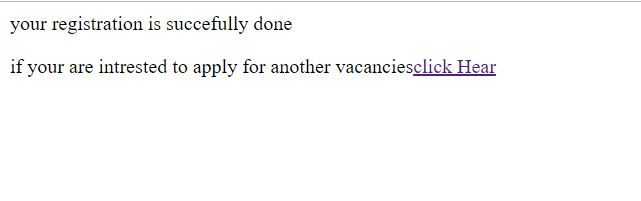 your registration is succefully done
if your are intrested to apply for another vacanciesclick Hear